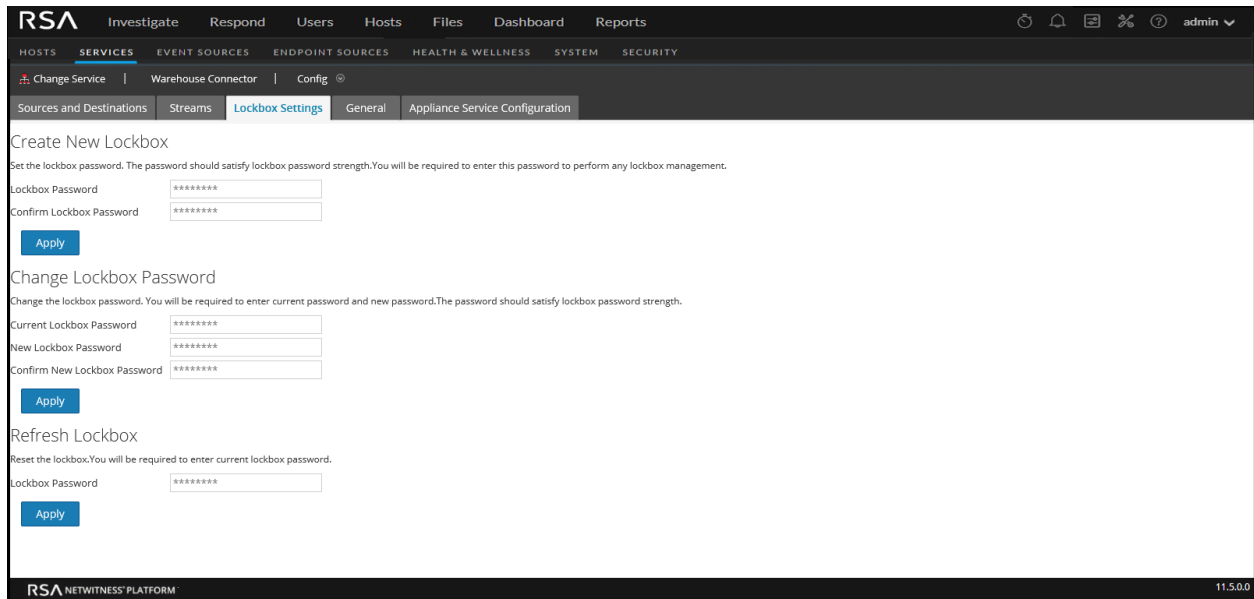 RSA Investigate Respond Users Hosts Files Dashboard Reports admin
HOSTS SERVICES EVENT SOURCES ENDPOINT SOURCES HEALTH & WELLNESS SYSTEM SECURITY
Change Service | Warehouse Connector | Config
Sources and Destinations Streams Lockbox Settings General Appliance Service Configuration
Create New Lockbox
Set the lockbox password. The password should satisfy lockbox password strength.You will be required to enter this password to perform any lockbox management.
Lockbox Password ********
Confirm Lockbox Password ********
Apply
Change Lockbox Password
Change the lockbox password. You will be required to enter current password and new password.The password should satisfy lockbox password strength.
Current Lockbox Password ********
New Lockbox Password ********
Confirm New Lockbox Password ********
Apply
Refresh Lockbox
Reset the lockbox.You will be required to enter current lockbox password.
Lockbox Password ********
Apply
RSA NETWITNESS® PLATFORM 11.5.0.0